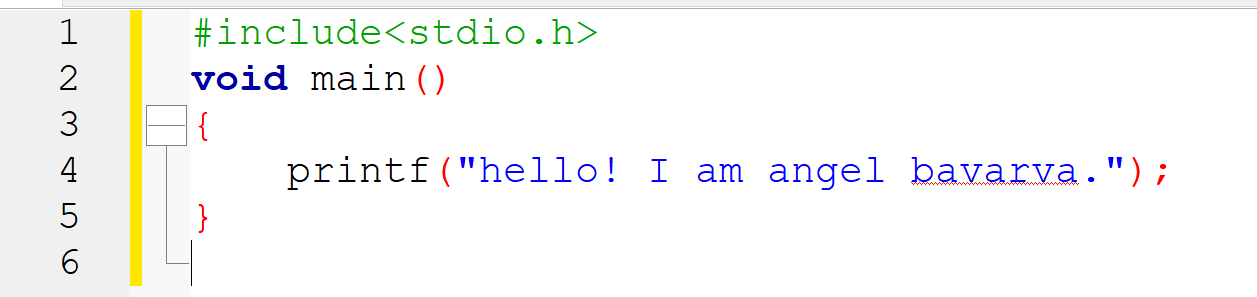 1 #include<stdio.h>
2 void main()
3 {
4 printf("hello! I am angel bavarva.");
5 }
6